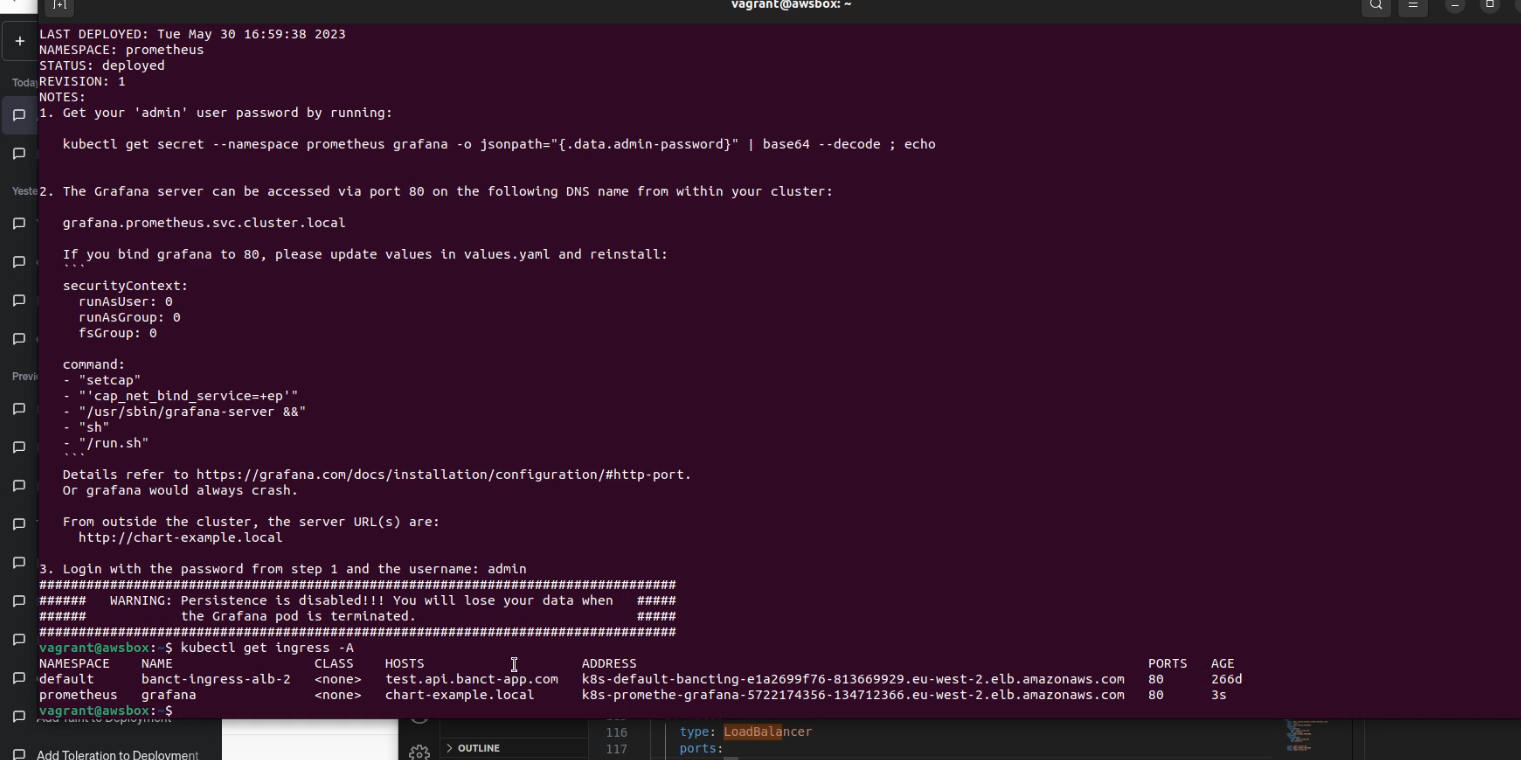 vagrant@awsbox: ~
LAST DEPLOYED: Tue May 30 16:59:38 2023
NAMESPACE: prometheus
STATUS: deployed
REVISION: 1
NOTES:
1. Get your 'admin' user password by running:
kubectl get secret --namespace prometheus grafana -o jsonpath="{.data.admin-password}" | base64 --decode ; echo
2. The Grafana server can be accessed via port 80 on the following DNS name from within your cluster:
grafana.prometheus.svc.cluster.local
If you bind grafana to 80, please update values in values.yaml and reinstall:
```
securityContext:
runAsUser: 0
runAsGroup: 0
fsGroup: 0
command:
- "setcap"
- "'cap_net_bind_service=+ep'"
- "/usr/sbin/grafana-server &&"
- "sh"
- "/run.sh"
```
Details refer to https://grafana.com/docs/installation/configuration/#http-port.
Or grafana would always crash.
From outside the cluster, the server URL(s) are:
http://chart-example.local
3. Login with the password from step 1 and the username: admin
#################################################################################
###### WARNING: Persistence is disabled!!! You will lose your data when #####
###### the Grafana pod is terminated. #####
#################################################################################
vagrant@awsbox:~$ kubectl get ingress -A
NAMESPACE NAME CLASS HOSTS ADDRESS PORTS AGE
default banct-ingress-alb-2 <none> test.api.banct-app.com k8s-default-bancting-e1a2699f76-813669929.eu-west-2.elb.amazonaws.com 80 266d
prometheus grafana <none> chart-example.local k8s-promethe-grafana-5722174356-134712366.eu-west-2.elb.amazonaws.com 80 3s
vagrant@awsbox:~$
Add Toleration to Deployment
OUTLINE
116 type: LoadBalancer
117 ports: